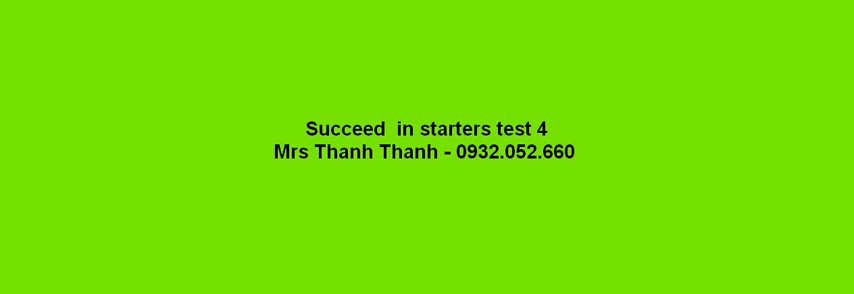 Succeed  in starters test 4
Mrs Thanh Thanh - 0932.052.660